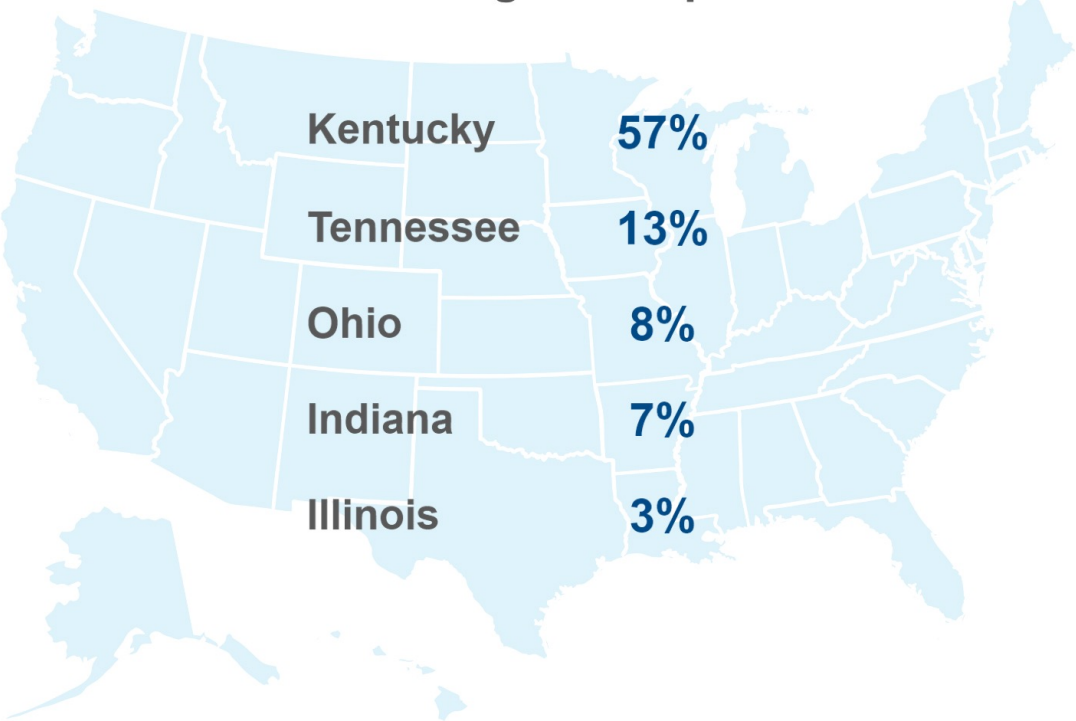 Kentucky 57%
Tennessee 13%
Ohio 8%
Indiana 7%
Illinois 3%